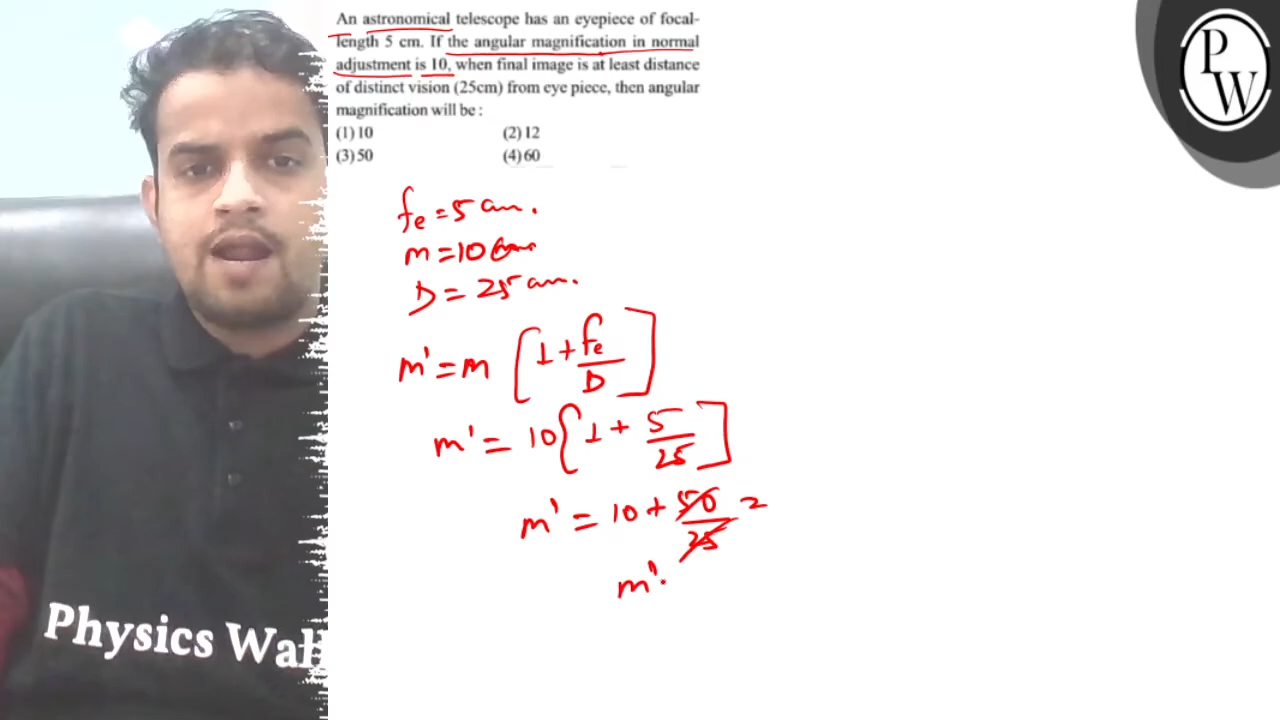 An astronomical telescope has an eyepiece of focal-
length 5 cm. If the angular magnification in normal
adjustment is 10, when final image is at least distance
of distinct vision (25cm) from eye piece, then angular
magnification will be :
(1) 10 (2) 12
(3) 50 (4) 60
fe = 5 cm.
m = 10
D = 25 cm.
m' = m [1 + fe/D]
m' = 10 [1 + 5/25]
m' = 10 + 50/25 2
m'
Physics Wall
P
W